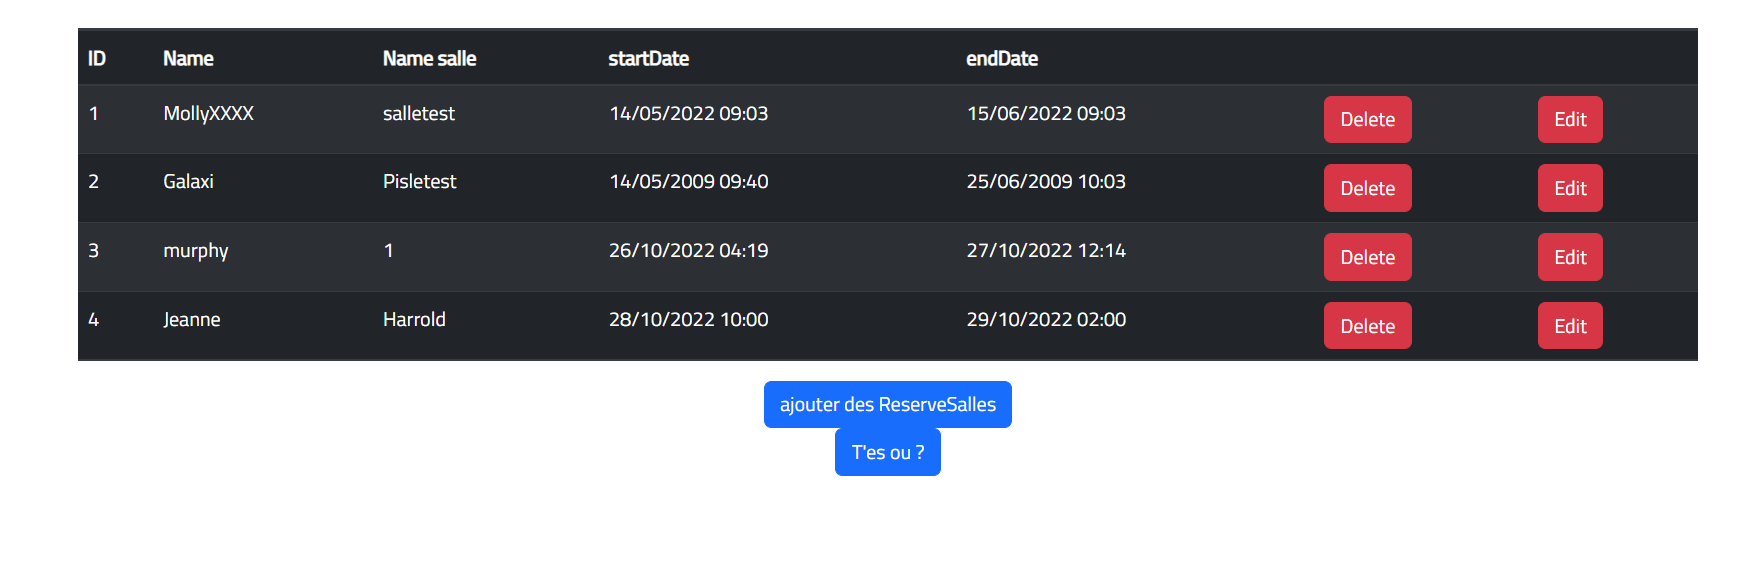 ID Name Name salle startDate endDate
1 MollyXXXX salletest 14/05/2022 09:03 15/06/2022 09:03 Delete Edit
2 Galaxi Pisletest 14/05/2009 09:40 25/06/2009 10:03 Delete Edit
3 murphy 1 26/10/2022 04:19 27/10/2022 12:14 Delete Edit
4 Jeanne Harrold 28/10/2022 10:00 29/10/2022 02:00 Delete Edit
ajouter des ReserveSalles
T'es ou ?